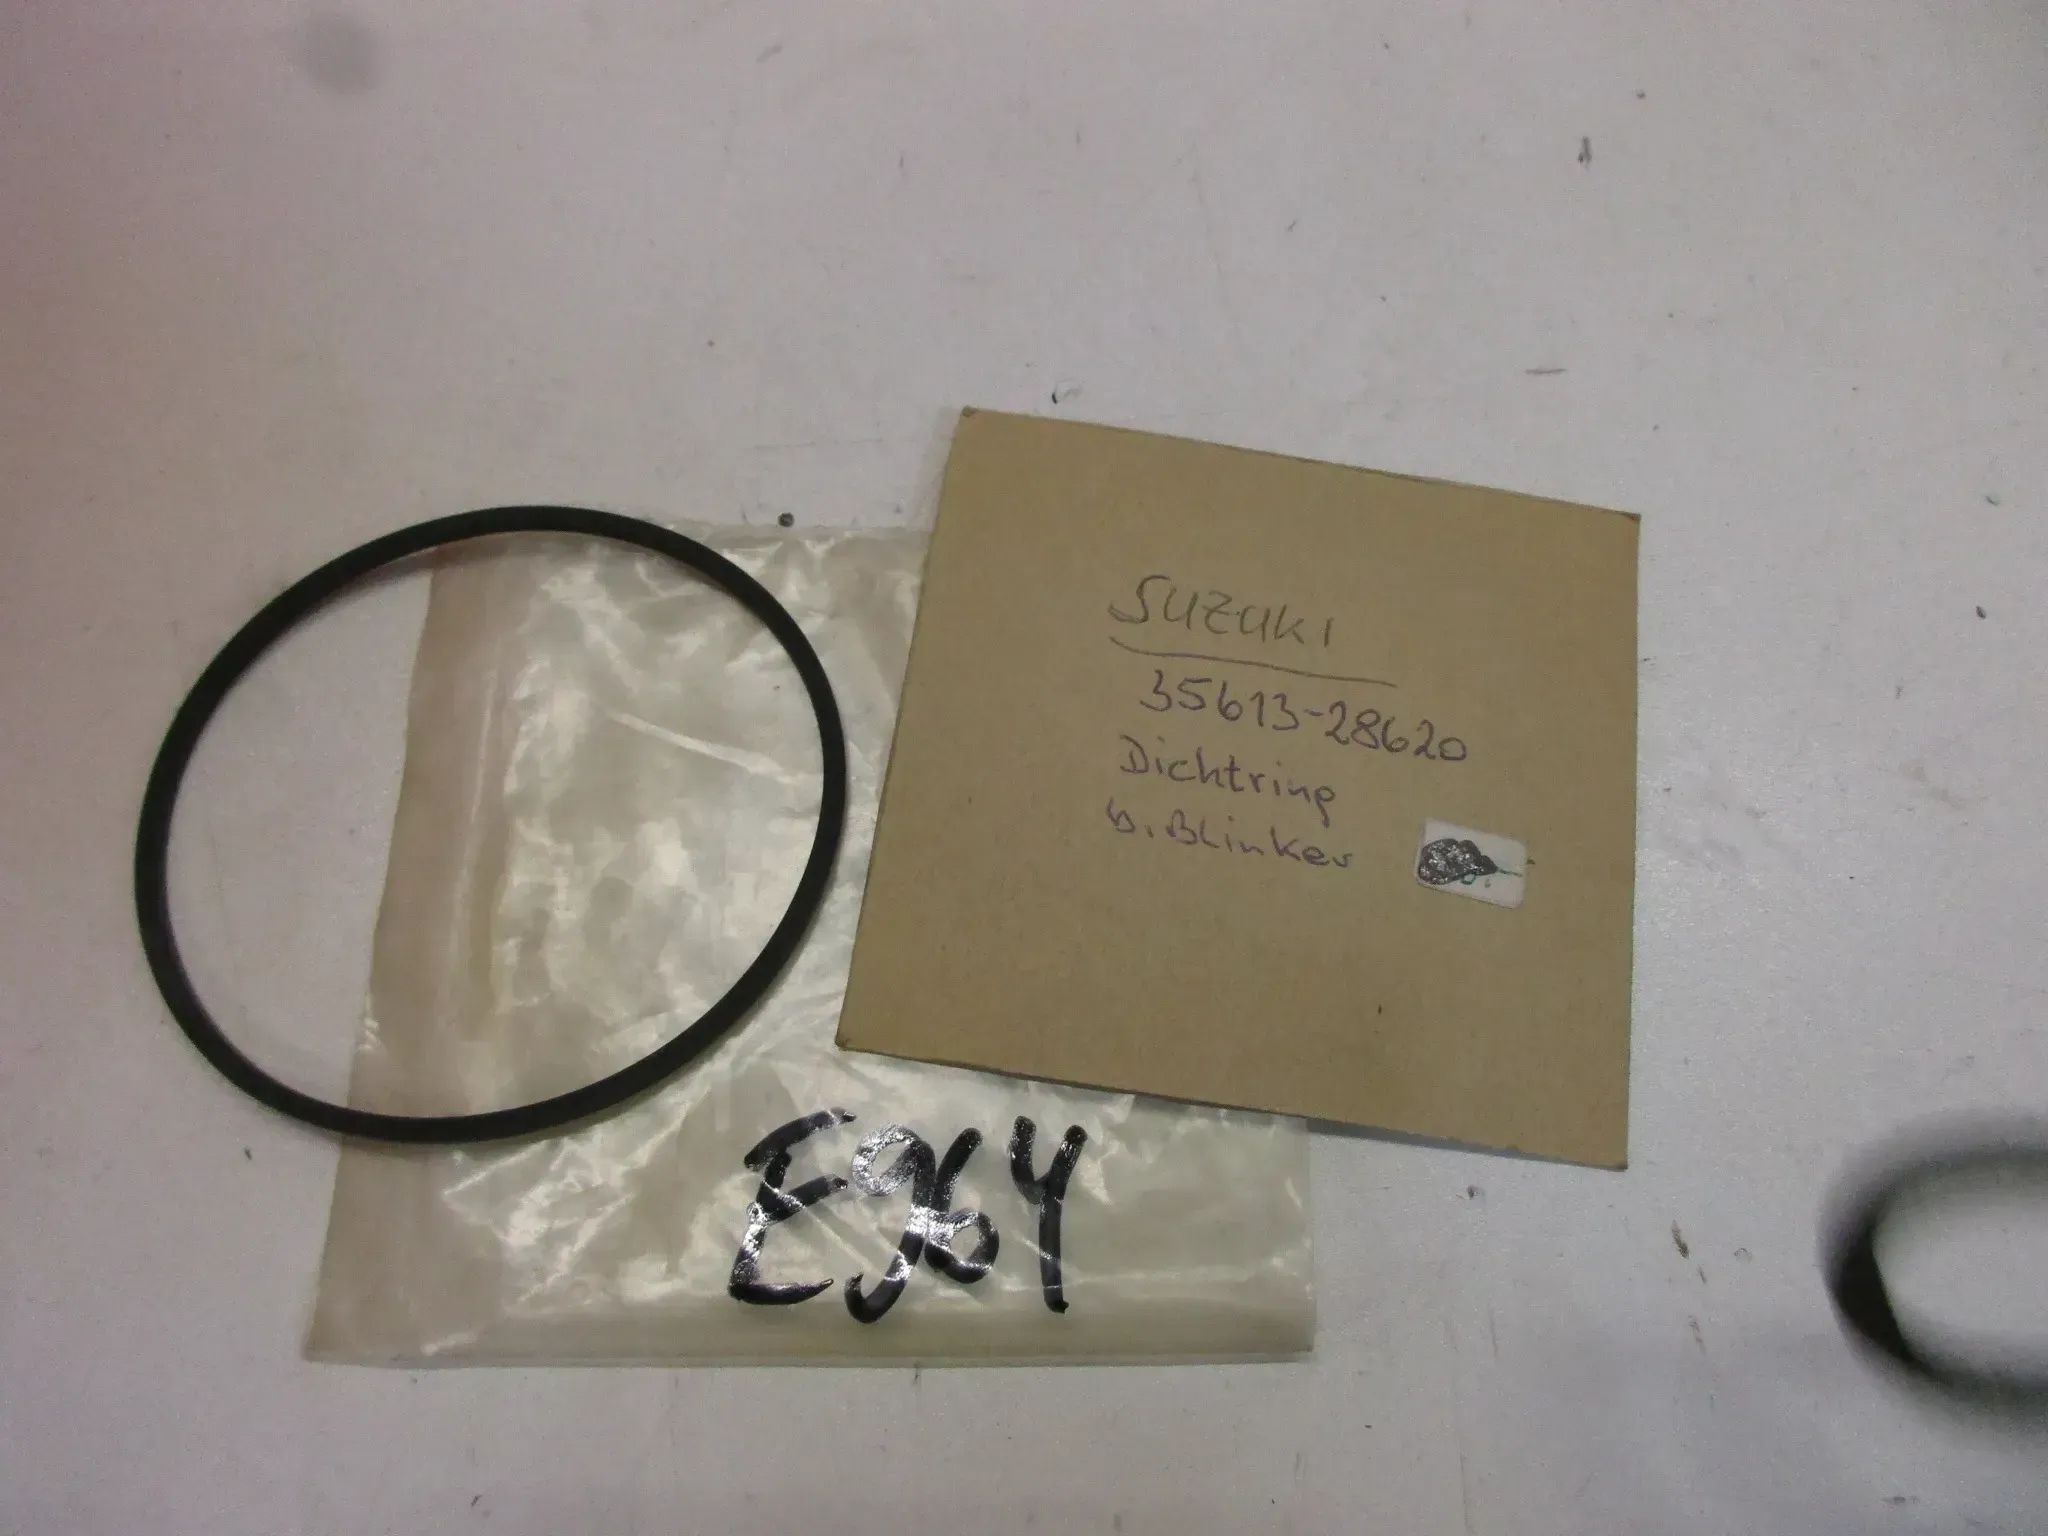 Suzuki
35613-28620
Dichtring
b. Blinker
E964